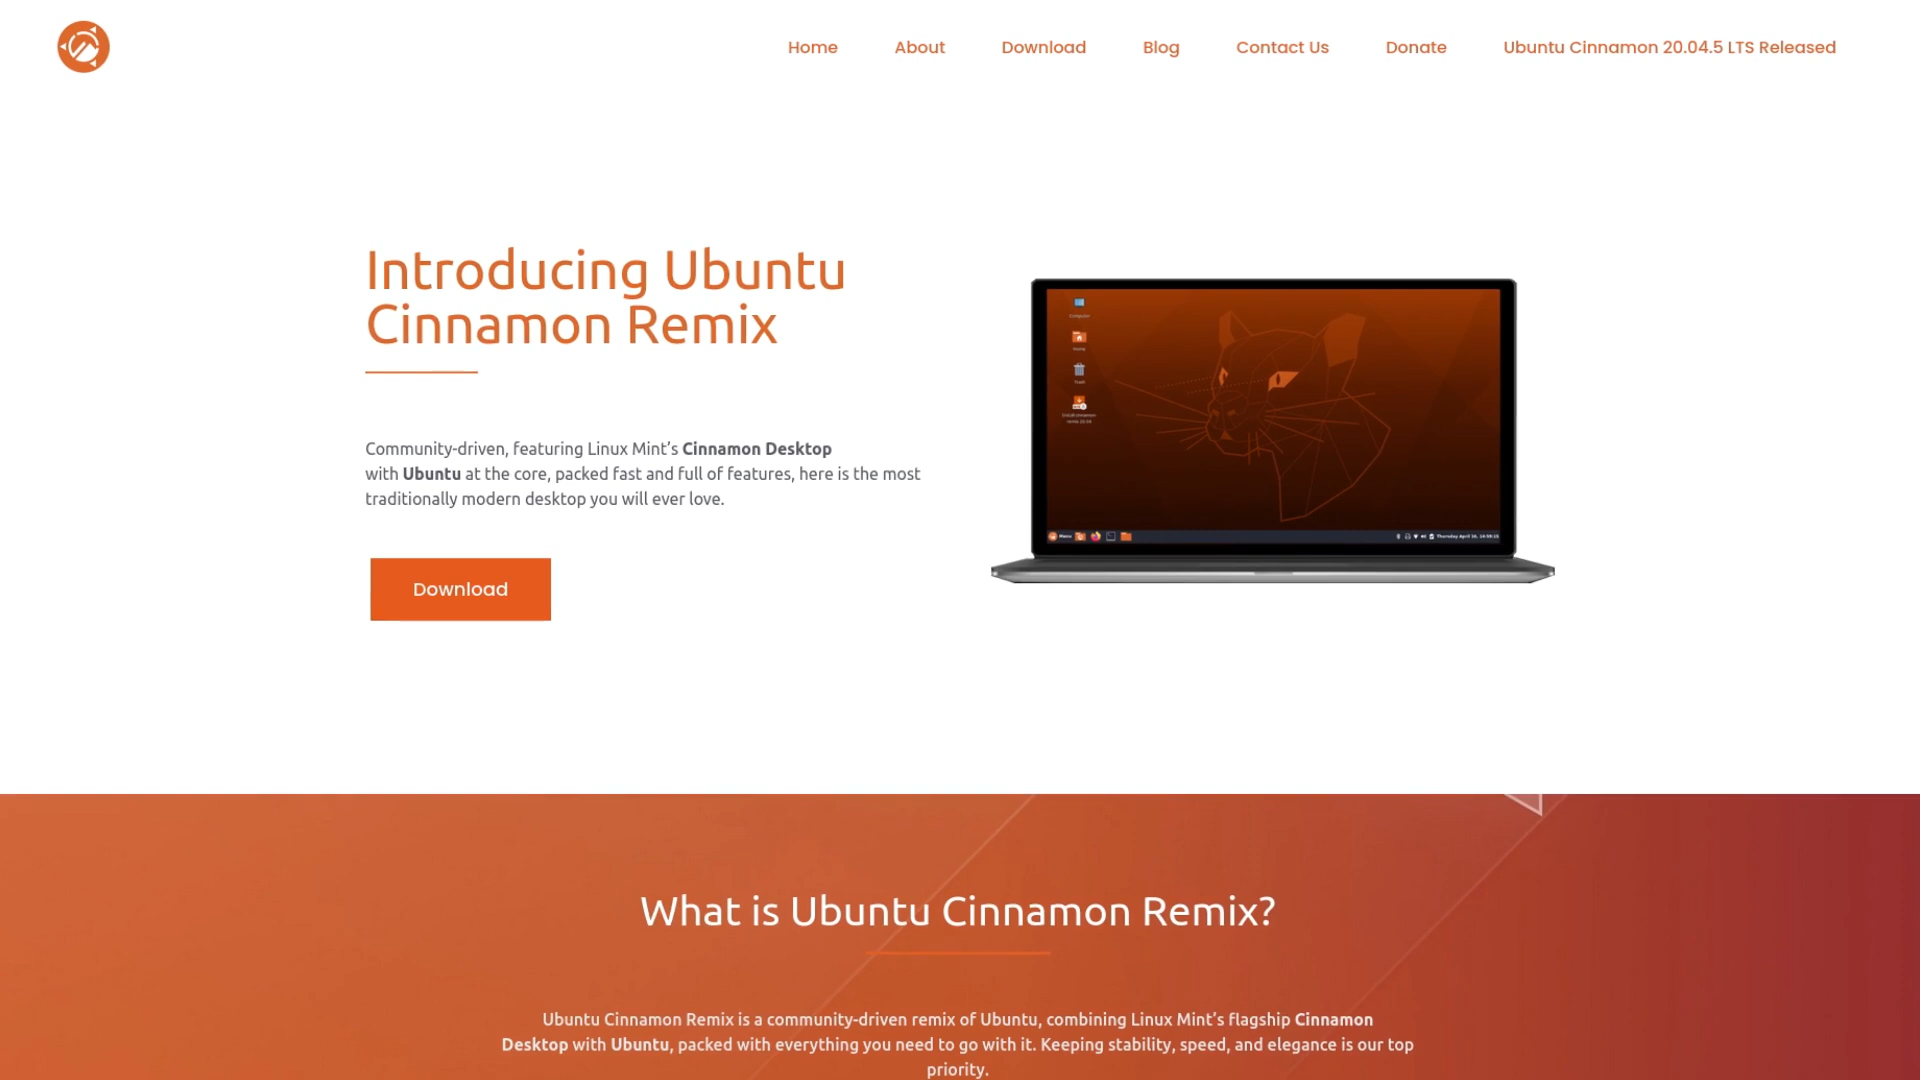 Home About Download Blog Contact Us Donate Ubuntu Cinnamon 20.04.5 LTS Released
Introducing Ubuntu
Cinnamon Remix
Community-driven, featuring Linux Mint’s Cinnamon Desktop
with Ubuntu at the core, packed fast and full of features, here is the most
traditionally modern desktop you will ever love.
Download
Computer
Home
Trash
Menu
What is Ubuntu Cinnamon Remix?
Ubuntu Cinnamon Remix is a community-driven remix of Ubuntu, combining Linux Mint’s flagship Cinnamon
Desktop with Ubuntu, packed with everything you need to go with it. Keeping stability, speed, and elegance is our top
priority.